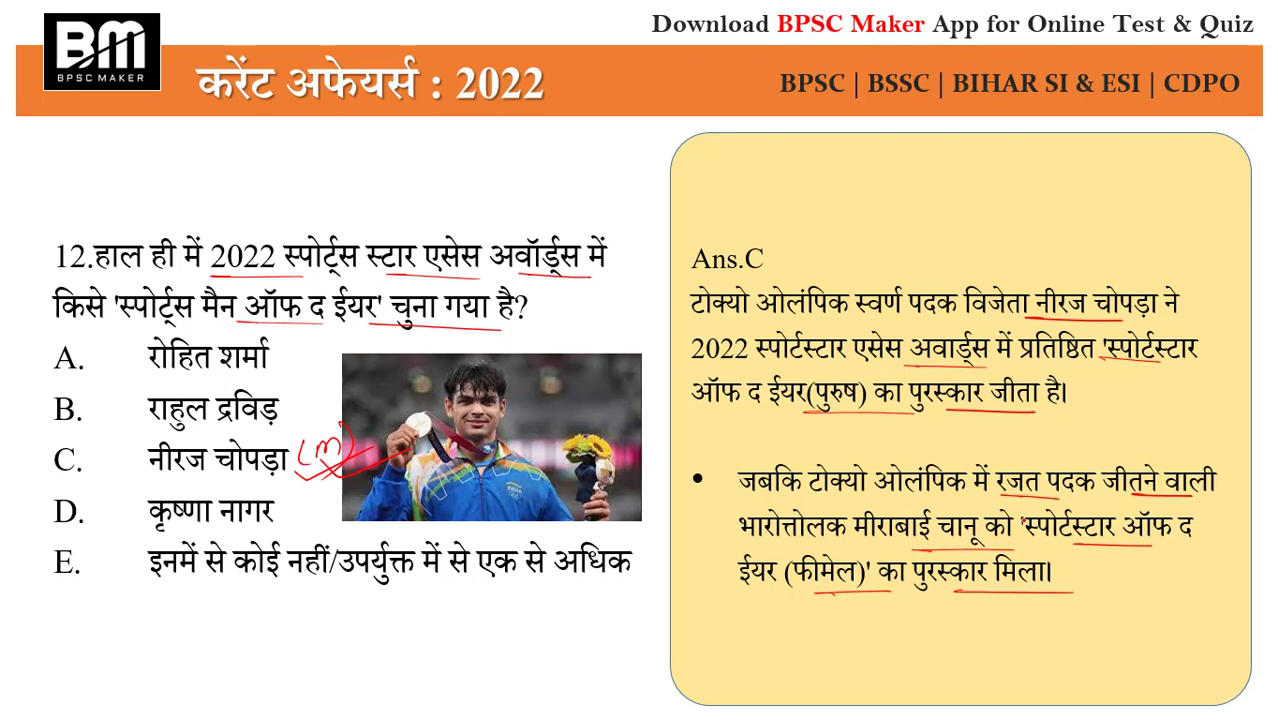 Download BPSC Maker App for Online Test & Quiz
BM
BPSC MAKER
करेंट अफेयर्स : 2022
BPSC | BSSC | BIHAR SI & ESI | CDPO
12.हाल ही में 2022 स्पोर्ट्स स्टार एसेस अवॉर्ड्स में
किसे 'स्पोर्ट्स मैन ऑफ द ईयर' चुना गया है?
A. रोहित शर्मा
B. राहुल द्रविड़
C. नीरज चोपड़ा (m)
D. कृष्णा नागर
E. इनमें से कोई नहीं/उपर्युक्त में से एक से अधिक
INDIA
Ans.C
टोक्यो ओलंपिक स्वर्ण पदक विजेता नीरज चोपड़ा ने
2022 स्पोर्टस्टार एसेस अवार्ड्स में प्रतिष्ठित 'स्पोर्टस्टार
ऑफ द ईयर(पुरुष) का पुरस्कार जीता है।
• जबकि टोक्यो ओलंपिक में रजत पदक जीतने वाली
भारोत्तोलक मीराबाई चानू को 'स्पोर्टस्टार ऑफ द
ईयर (फीमेल)' का पुरस्कार मिला।